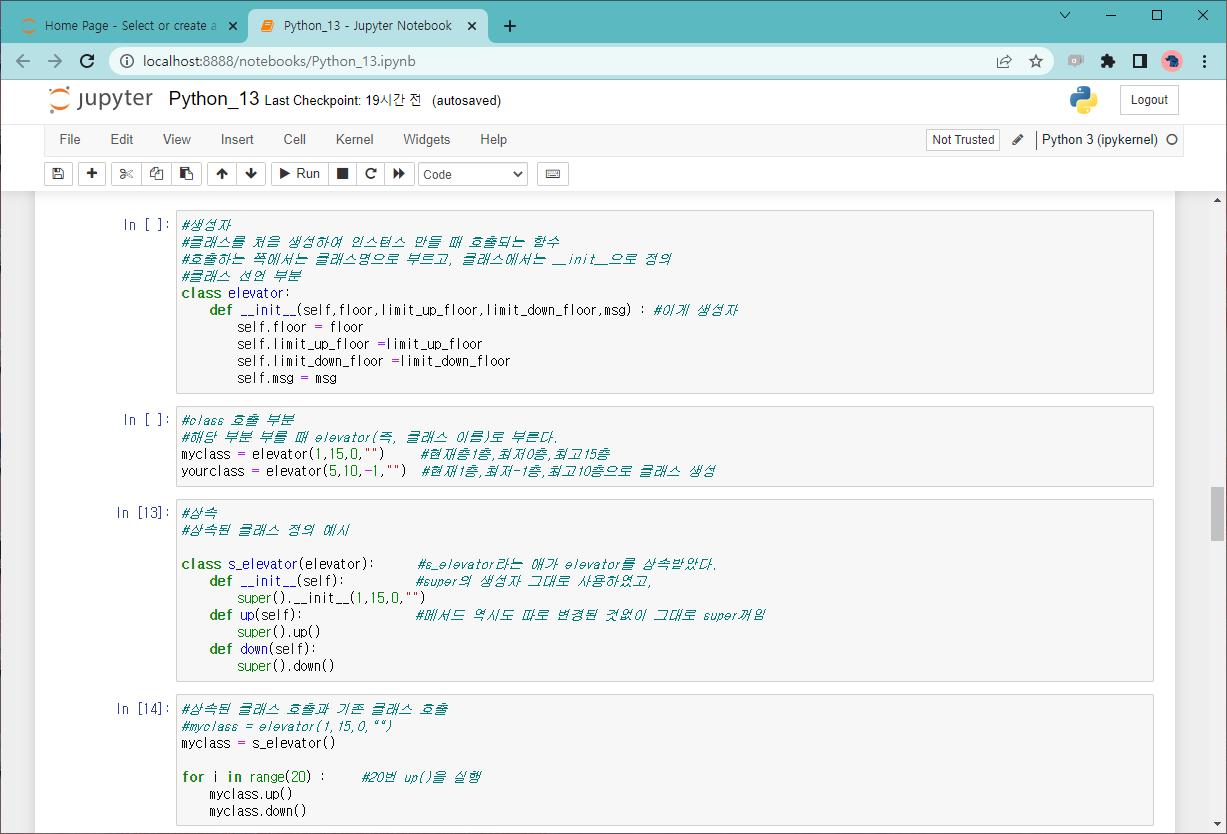 Home Page - Select or create a
Python_13 - Jupyter Notebook
localhost:8888/notebooks/Python_13.ipynb
jupyter Python_13 Last Checkpoint: 19시간 전 (autosaved)
Logout
File Edit View Insert Cell Kernel Widgets Help
Not Trusted Python 3 (ipykernel)
Run Code
In [ ]: #생성자
#클래스를 처음 생성하여 인스턴스 만들 때 호출되는 함수
#호출하는 쪽에서는 클래스명으로 부르고, 클래스에서는 __init__으로 정의
#클래스 선언 부분
class elevator:
def __init__(self,floor,limit_up_floor,limit_down_floor,msg) : #이게 생성자
self.floor = floor
self.limit_up_floor =limit_up_floor
self.limit_down_floor =limit_down_floor
self.msg = msg
In [ ]: #class 호출 부분
#해당 부분 부를 때 elevator(즉, 클래스 이름)로 부른다.
myclass = elevator(1,15,0,"") #현재층1층,최저0층,최고15층
yourclass = elevator(5,10,-1,"") #현재1층,최저-1층,최고10층으로 클래스 생성
In [13]: #상속
#상속된 클래스 정의 예시
class s_elevator(elevator): #s_elevator라는 애가 elevator를 상속받았다.
def __init__(self): #super의 생성자 그대로 사용하였고,
super().__init__(1,15,0,"")
def up(self): #메서드 역시도 따로 변경된 것없이 그대로 super꺼임
super().up()
def down(self):
super().down()
In [14]: #상속된 클래스 호출과 기존 클래스 호출
#myclass = elevator(1,15,0,"")
myclass = s_elevator()
for i in range(20) : #20번 up()을 실행
myclass.up()
myclass.down()